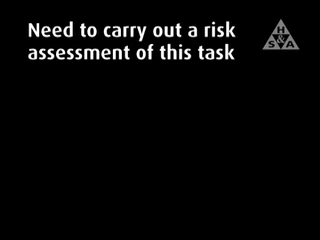 Need to carry out a risk
assessment of this task
H
S & A